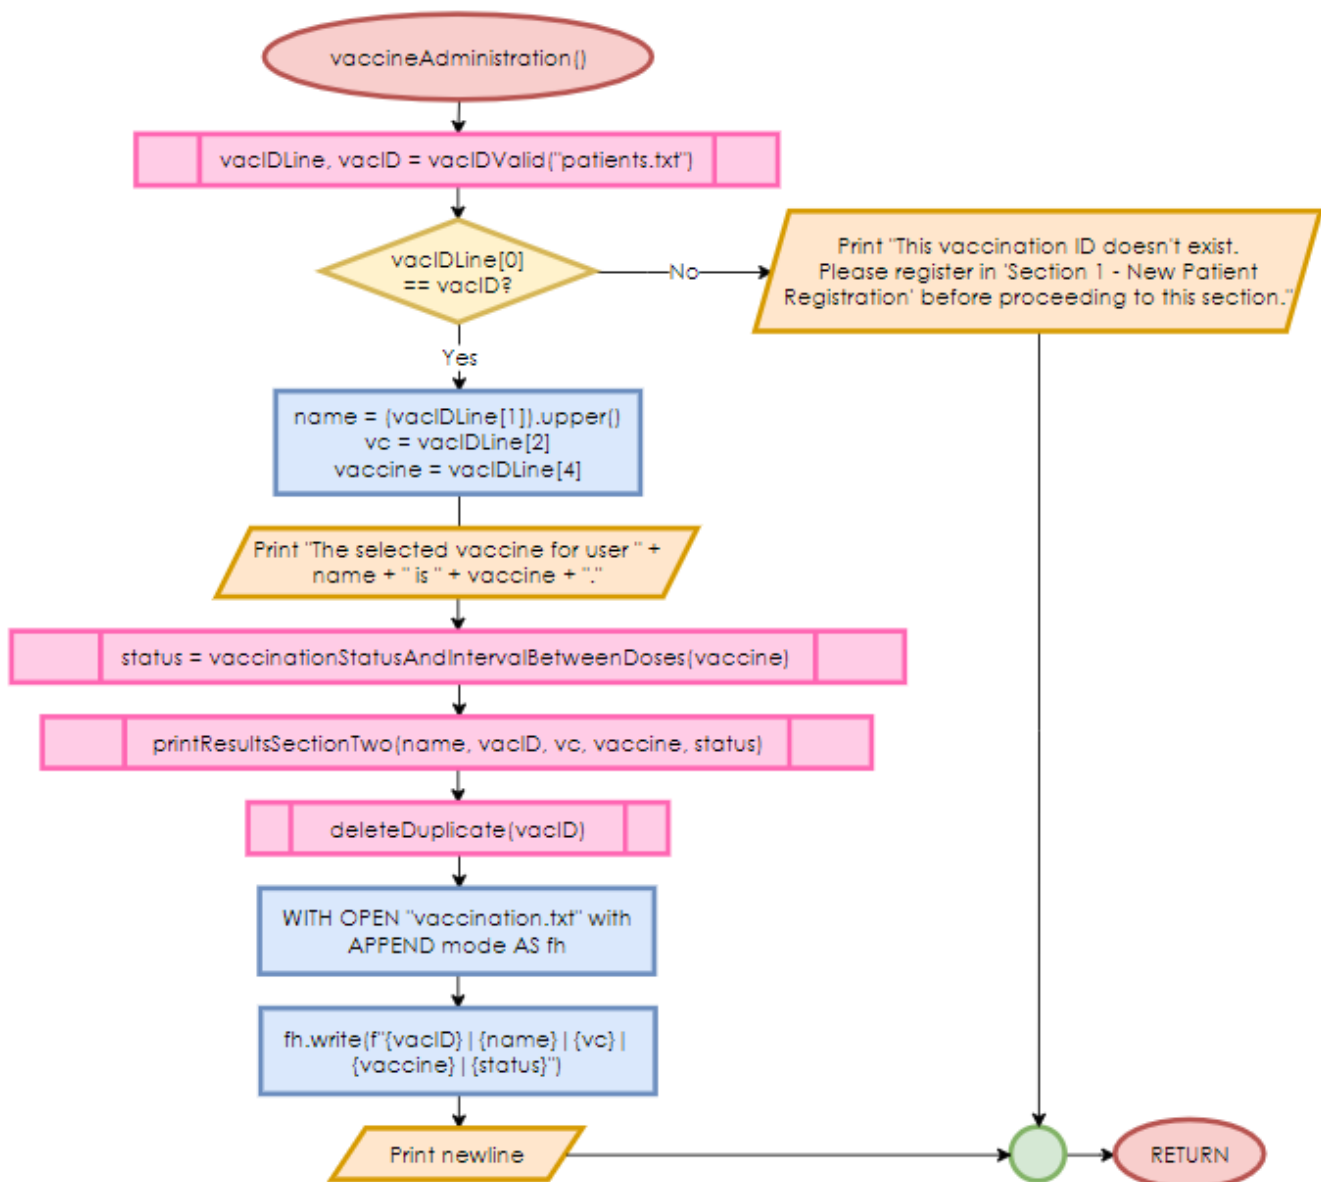 vaccineAdministration()
vacIDLine, vacID = vacIDValid("patients.txt")
vacIDLine[0]
== vacID?
No
Print "This vaccination ID doesn't exist.
Please register in 'Section 1 - New Patient
Registration' before proceeding to this section."
Yes
name = (vacIDLine[1]).upper()
vc = vacIDLine[2]
vaccine = vacIDLine[4]
Print "The selected vaccine for user " +
name + " is " + vaccine + "."
status = vaccinationStatusAndIntervalBetweenDoses(vaccine)
printResultsSectionTwo(name, vacID, vc, vaccine, status)
deleteDuplicate(vacID)
WITH OPEN "vaccination.txt" with
APPEND mode AS fh
fh.write(f"{vacID}|{name}|{vc}|
{vaccine}|{status}")
Print newline
RETURN